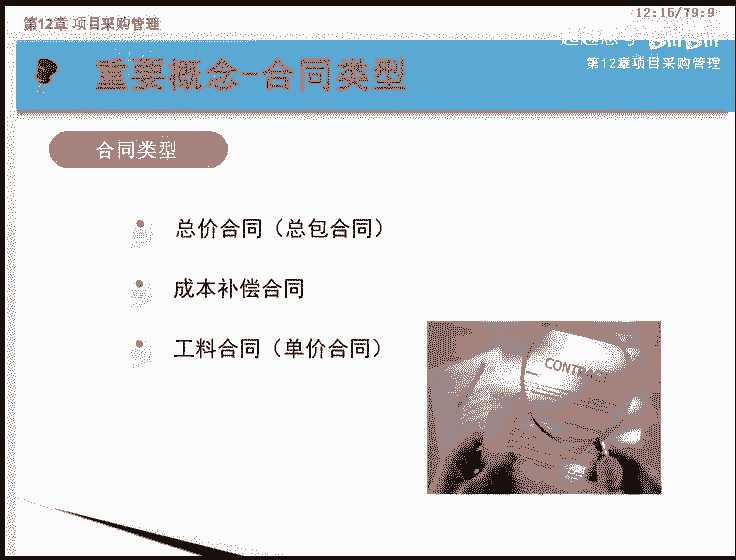 第12章 项目采购管理
12:16/79:9
第12章项目采购管理
重要概念-合同类型
合同类型
总价合同（总包合同）
成本补偿合同
工料合同（单价合同）